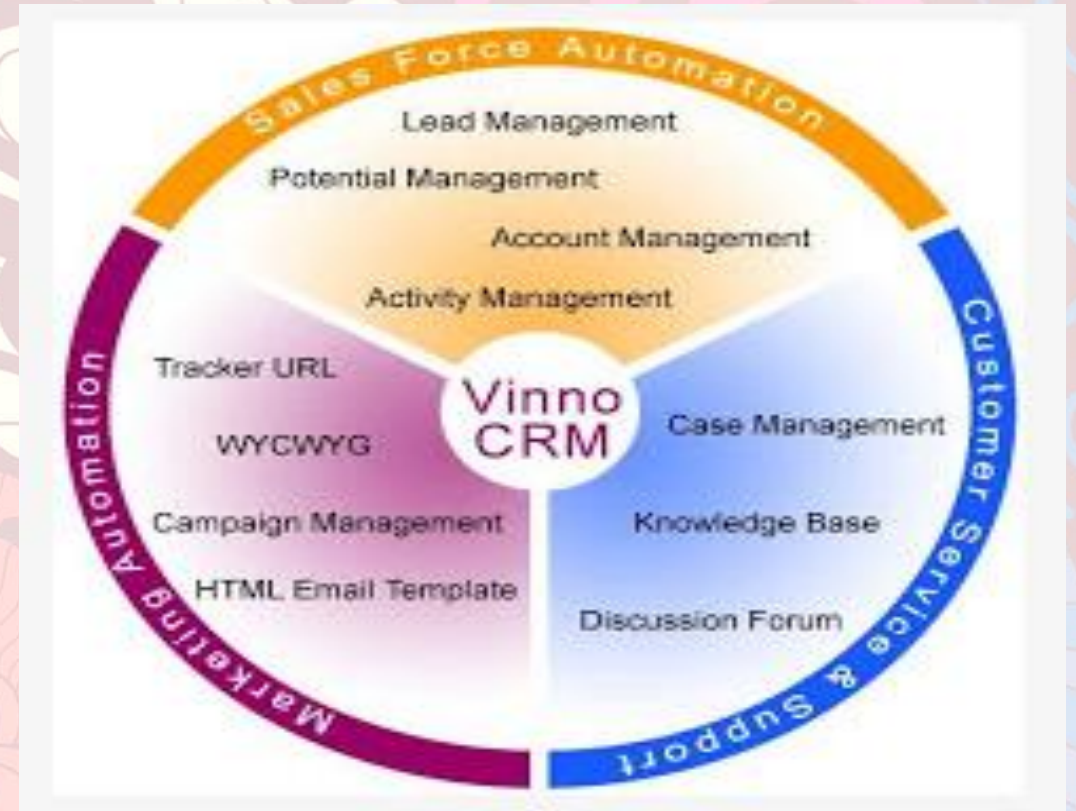 Sales Force Automation
Lead Management
Potential Management
Account Management
Activity Management
Marketing Automation
Tracker URL
WYCWYG
Campaign Management
HTML Email Template
Vinno
CRM
Customer Service & Support
Case Management
Knowledge Base
Discussion Forum